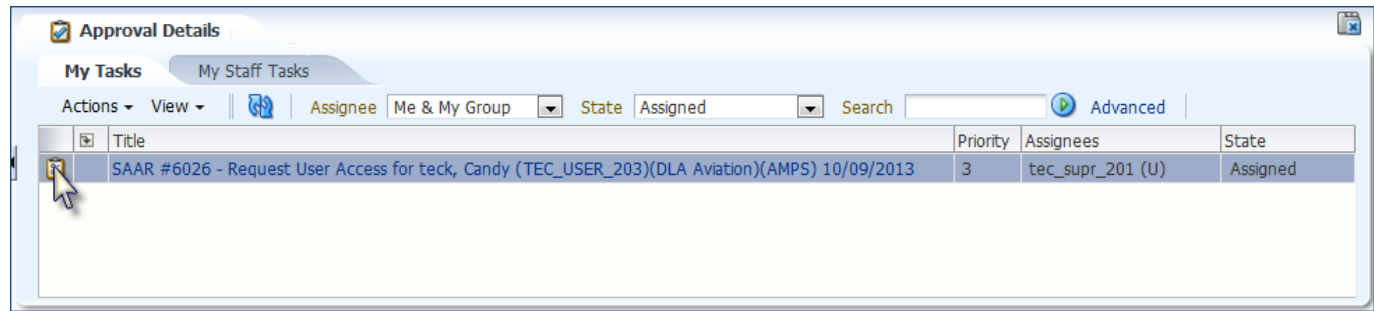 Approval Details
My Tasks My Staff Tasks
Actions View Assignee Me & My Group State Assigned Search Advanced
Title Priority Assignees State
SAAR #6026 - Request User Access for teck, Candy (TEC_USER_203)(DLA Aviation)(AMPS) 10/09/2013 3 tec_supr_201 (U) Assigned